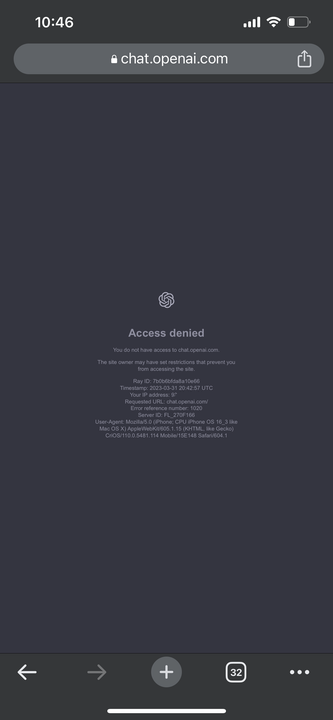 10:46
chat.openai.com
Access denied
You do not have access to chat.openai.com.
The site owner may have set restrictions that prevent you
from accessing the site.
Timestamp: 2023-03-31 20:42:57 UTC
Your IP address: 9"
Requested URL: chat.openai.com/
Error reference number: 1020
Server ID: FL_270F166
User-Agent: Mozilla/5.0 (iPhone; CPU iPhone OS 16_3 like
Mac OS X) AppleWebKit/605.1.15 (KHTML, like Gecko)
CriOS/110.0.5481.114 Mobile/15E148 Safari/604.1
32